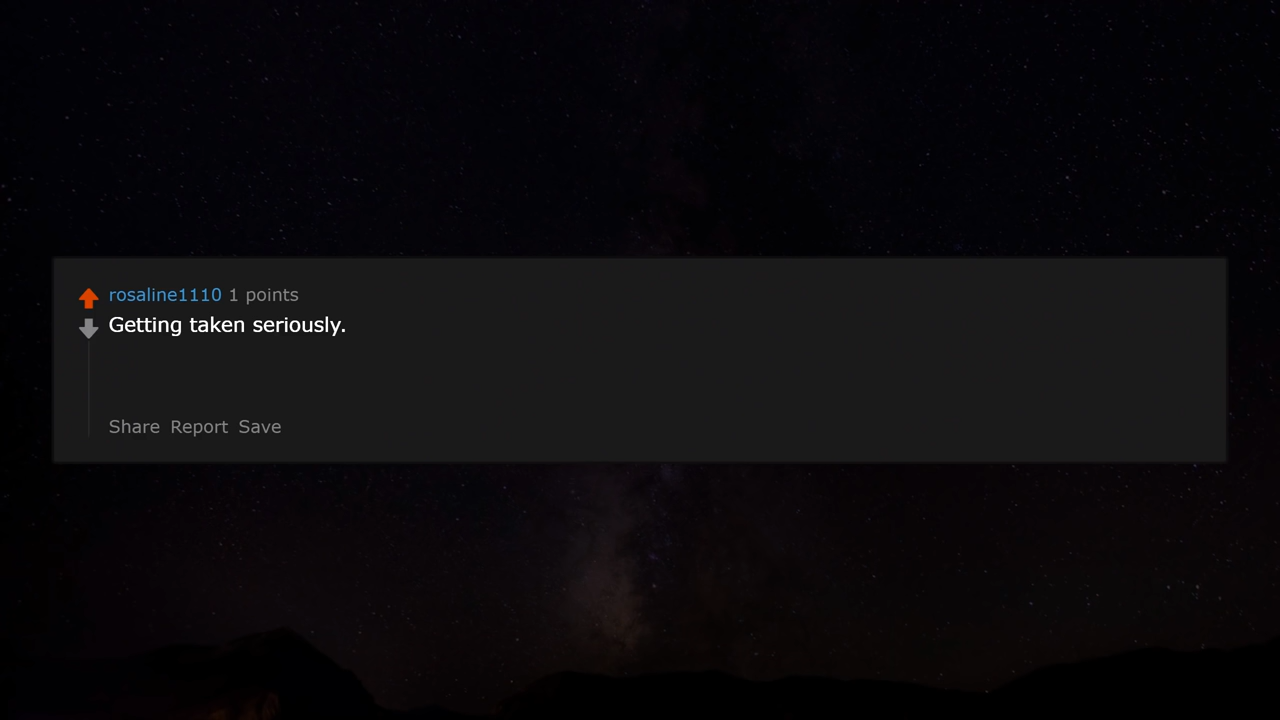 rosaline1110 1 points
Getting taken seriously.
Share Report Save